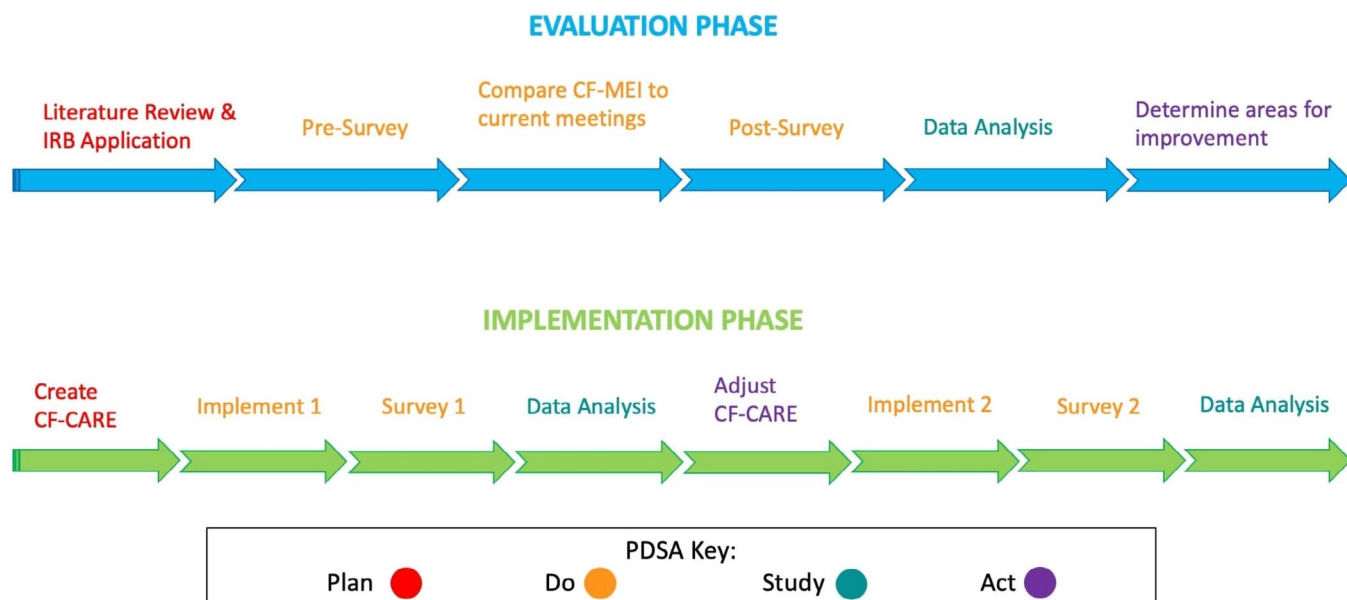 EVALUATION PHASE
Literature Review &
IRB Application
Pre-Survey
Compare CF-MEI to
current meetings
Post-Survey
Data Analysis
Determine areas for
improvement
IMPLEMENTATION PHASE
Create
CF-CARE
Implement 1
Survey 1
Data Analysis
Adjust
CF-CARE
Implement 2
Survey 2
Data Analysis
PDSA Key:
Plan
Do
Study
Act